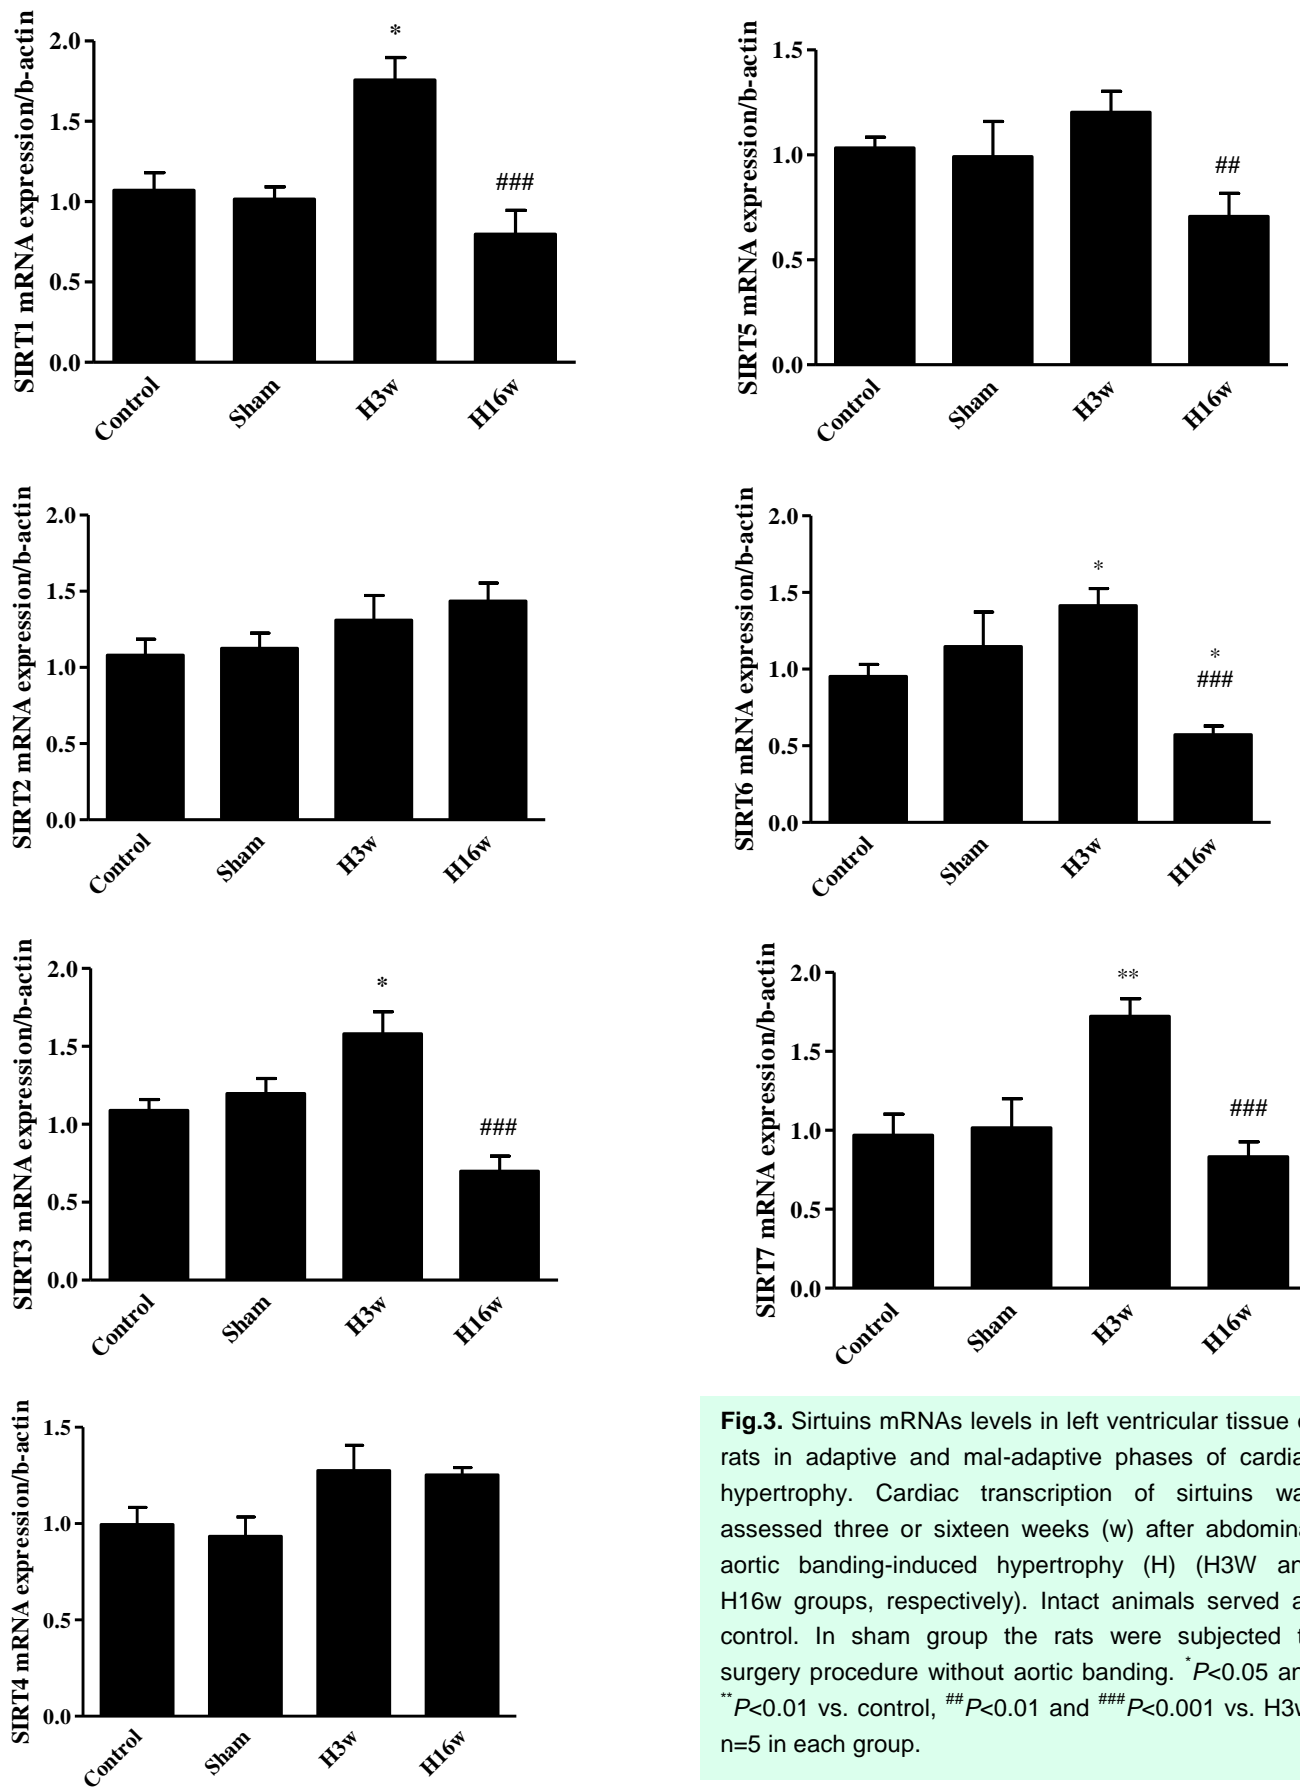 SIRT1 mRNA expression/b-actin
2.0
1.5
1.0
0.5
0.0
*
###
Control
Sham
H3w
H16w
SIRT5 mRNA expression/b-actin
1.5
1.0
0.5
0.0
##
Control
Sham
H3w
H16w
SIRT2 mRNA expression/b-actin
2.0
1.5
1.0
0.5
0.0
Control
Sham
H3w
H16w
SIRT6 mRNA expression/b-actin
2.0
1.5
1.0
0.5
0.0
*
*
###
Control
Sham
H3w
H16w
SIRT3 mRNA expression/b-actin
2.0
1.5
1.0
0.5
0.0
*
###
Control
Sham
H3w
H16w
SIRT7 mRNA expression/b-actin
2.0
1.5
1.0
0.5
0.0
**
###
Control
Sham
H3w
H16w
SIRT4 mRNA expression/b-actin
1.5
1.0
0.5
0.0
Control
Sham
H3w
H16w
Fig.3. Sirtuins mRNAs levels in left ventricular tissue
rats in adaptive and mal-adaptive phases of cardia
hypertrophy. Cardiac transcription of sirtuins wa
assessed three or sixteen weeks (w) after abdomina
aortic banding-induced hypertrophy (H) (H3W an
H16w groups, respectively). Intact animals served a
control. In sham group the rats were subjected t
surgery procedure without aortic banding. *P<0.05 an
**P<0.01 vs. control, ##P<0.01 and ###P<0.001 vs. H3w
n=5 in each group.